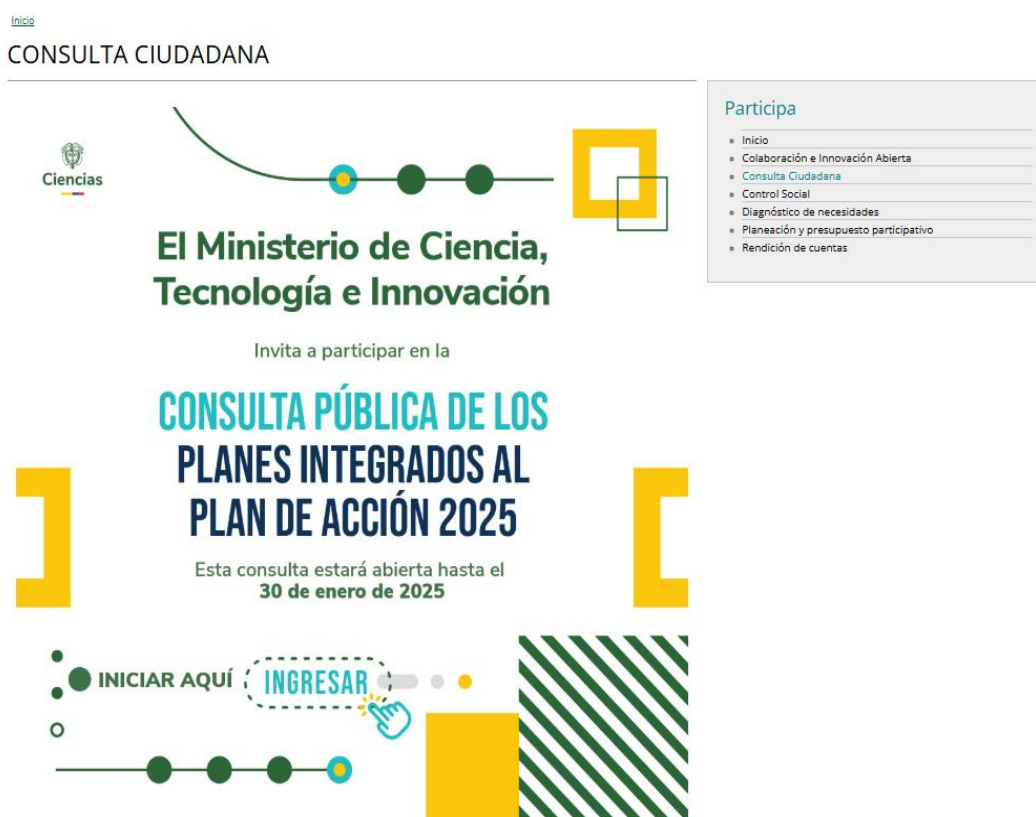 Inicio
CONSULTA CIUDADANA
Ciencias
El Ministerio de Ciencia,
Tecnología e Innovación
Invita a participar en la
CONSULTA PÚBLICA DE LOS
PLANES INTEGRADOS AL
PLAN DE ACCIÓN 2025
Esta consulta estará abierta hasta el
30 de enero de 2025
INICIAR AQUÍ INGRESAR
Participa
Inicio
Colaboración e Innovación Abierta
Consulta Ciudadana
Control Social
Diagnóstico de necesidades
Planeación y presupuesto participativo
Rendición de cuentas